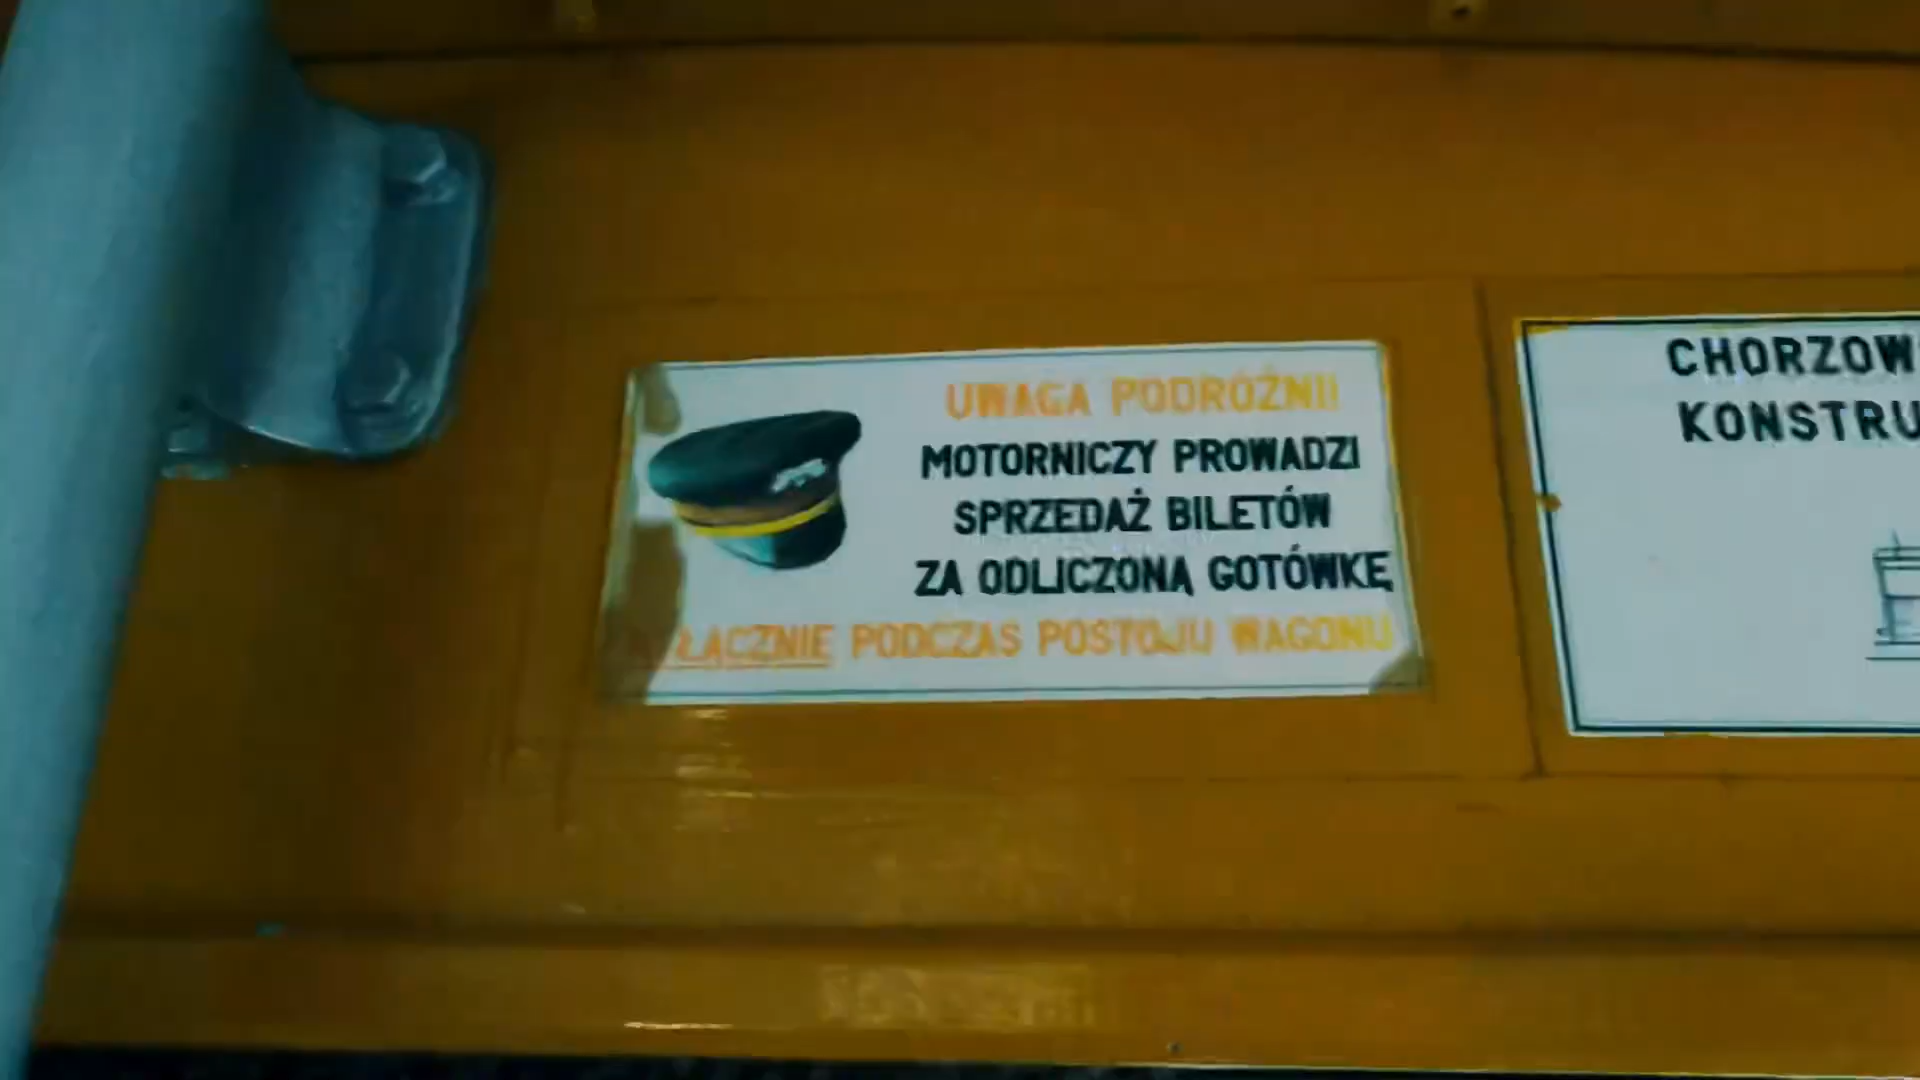 UWAGA PODRÓŻNI!
MOTORNICZY PROWADZI
SPRZEDAŻ BILETÓW
ZA ODLICZONĄ GOTÓWKĘ
PODCZAS POSTOJU WAGONU
CHORZOW
KONSTRU